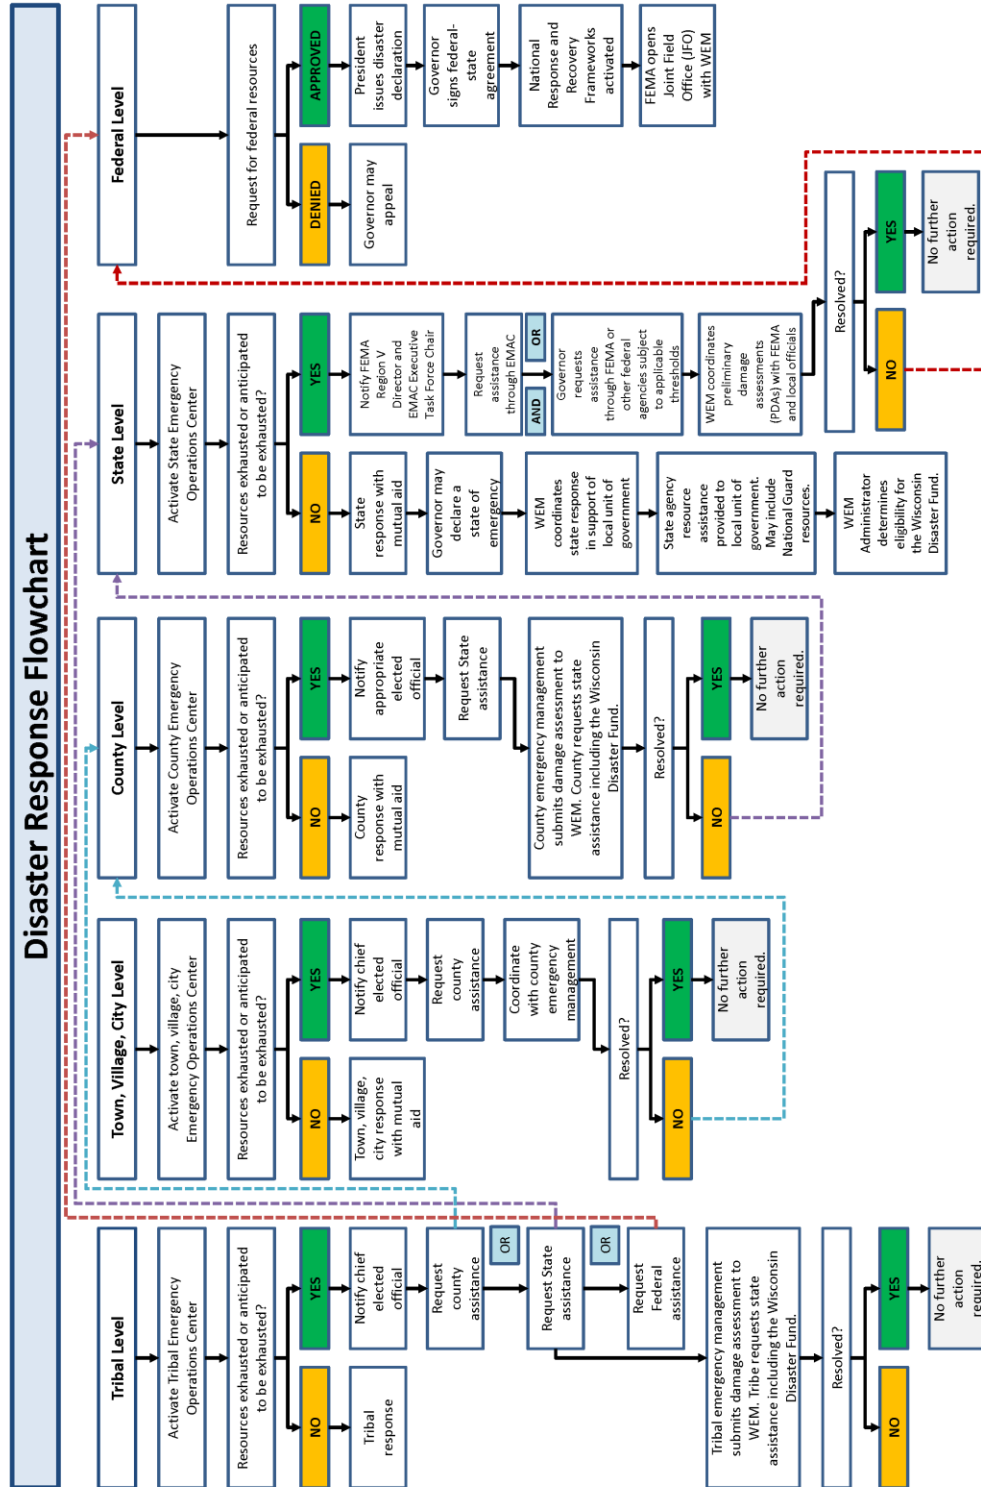 Disaster Response Flowchart
Tribal Level
Activate Tribal Emergency
Operations Center
Resources exhausted or anticipated
to be exhausted?
NO
YES
Tribal
response
Notify chief
elected
official
Request
county
assistance
OR
Request State
assistance
OR
Request
Federal
assistance
Tribal emergency management
submits damage assessment to
WEM. Tribe requests state
assistance including the Wisconsin
Disaster Fund.
Resolved?
NO
YES
No further
action
required.
Town, Village, City Level
Activate town, village, city
Emergency Operations Center
Resources exhausted or anticipated
to be exhausted?
NO
YES
Town, village,
city response
with mutual
aid
Notify chief
elected
official
Request
county
assistance
Coordinate
with county
emergency
management
Resolved?
NO
YES
No further
action
required.
County Level
Activate County Emergency
Operations Center
Resources exhausted or anticipated
to be exhausted?
NO
YES
County
response with
mutual aid
Notify
appropriate
elected
official
Request State
assistance
County emergency management
submits damage assessment to
WEM. County requests state
assistance including the Wisconsin
Disaster Fund.
Resolved?
NO
YES
No further
action
required.
State Level
Activate State Emergency
Operations Center
Resources exhausted or anticipated
to be exhausted?
NO
YES
State
response with
mutual aid
Governor may
declare a
state of
emergency
WEM
coordinates
state response
in support of
local unit of
government
State agency
resource
assistance
provided to
local unit of
government.
May include
National Guard
resources.
WEM
Administrator
determines
eligibility for
the Wisconsin
Disaster Fund.
Notify FEMA
Region V
Director and
EMAC Executive
Task Force Chair
Request
assistance
through EMAC
AND
OR
Governor
requests
assistance
through FEMA or
other federal
agencies subject
to applicable
thresholds
WEM coordinates
preliminary
damage
assessments
(PDAs) with FEMA
and local officials
Resolved?
NO
YES
No further
action
required.
Federal Level
Request for federal resources
DENIED
APPROVED
Governor may
appeal
President
issues disaster
declaration
Governor
signs federal-
state
agreement
National
Response and
Recovery
Frameworks
activated
FEMA opens
Joint Field
Office (JFO)
with WEM